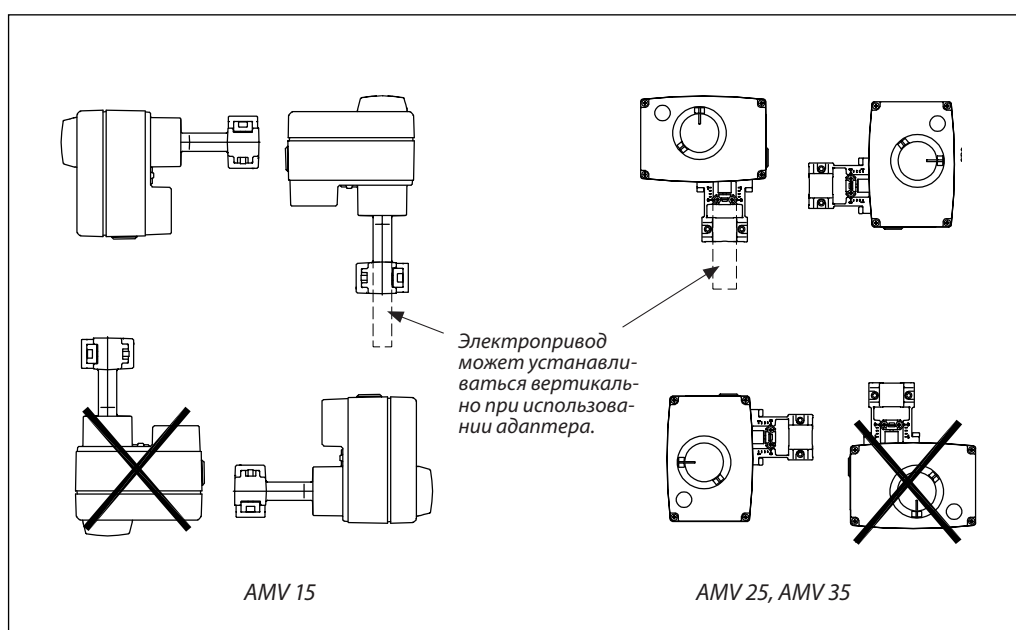 Электропривод
может устанавли-
ваться вертикаль-
но при использова-
нии адаптера.
AMV 15
AMV 25, AMV 35